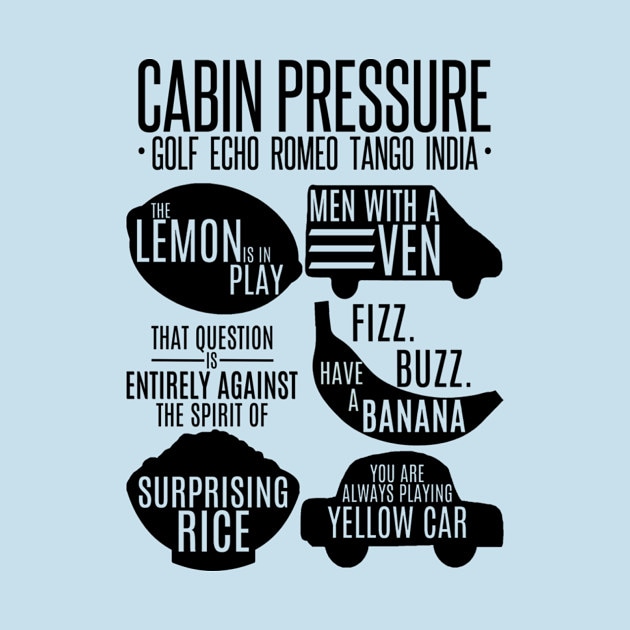 CABIN PRESSURE
• GOLF ECHO ROMEO TANGO INDIA •
THE
LEMON IS IN
PLAY
MEN WITH A
VEN
THAT QUESTION
IS
ENTIRELY AGAINST
THE SPIRIT OF
SURPRISING
RICE
FIZZ.
BUZZ.
HAVE
A BANANA
YOU ARE
ALWAYS PLAYING
YELLOW CAR